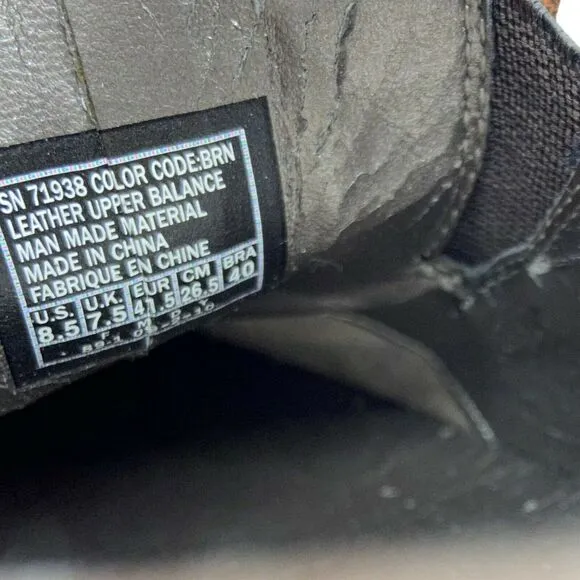 SN 71938 COLOR CODE:BRN
LEATHER UPPER BALANCE
MAN MADE MATERIAL
MADE IN CHINA
FABRIQUE EN CHINE
U.S. U.K. EUR CM BRA
8.5 7.5 41.5 26.5 40